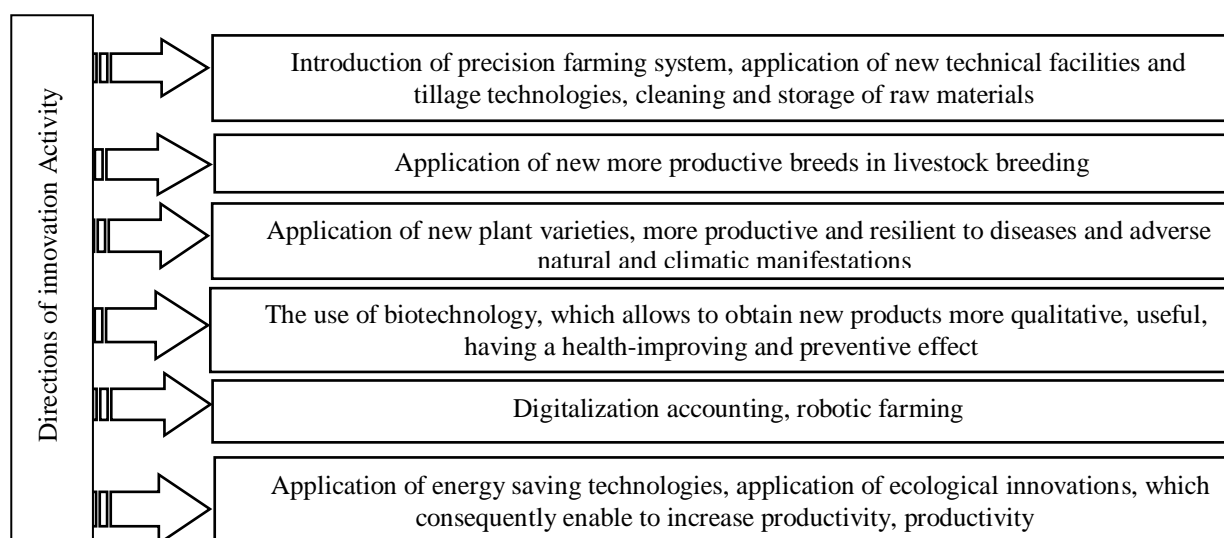 Directions of innovation Activity
Introduction of precision farming system, application of new technical facilities and
tillage technologies, cleaning and storage of raw materials
Application of new more productive breeds in livestock breeding
Application of new plant varieties, more productive and resilient to diseases and adverse
natural and climatic manifestations
The use of biotechnology, which allows to obtain new products more qualitative, useful,
having a health-improving and preventive effect
Digitalization accounting, robotic farming
Application of energy saving technologies, application of ecological innovations, which
consequently enable to increase productivity, productivity